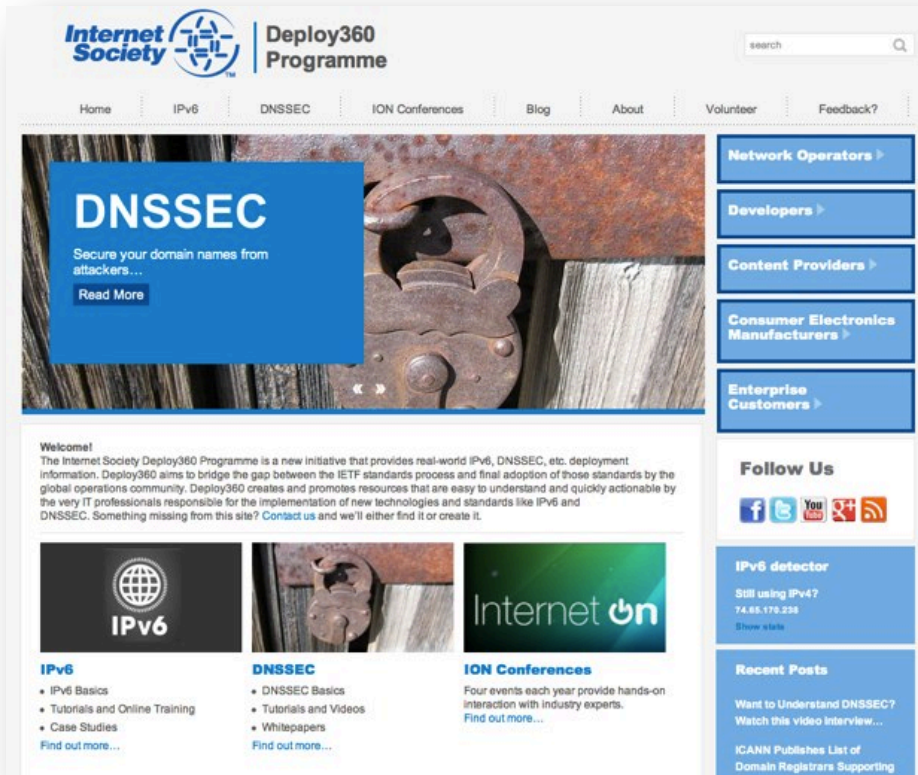 Internet
Society
TM
Deploy360
Programme
search
Home
IPv6
DNSSEC
ION Conferences
Blog
About
Volunteer
Feedback?
DNSSEC
Secure your domain names from
attackers...
Read More
« »
Network Operators
Developers
Content Providers
Consumer Electronics
Manufacturers
Enterprise
Customers
Welcome!
The Internet Society Deploy360 Programme is a new initiative that provides real-world IPv6, DNSSEC, etc. deployment
information. Deploy360 aims to bridge the gap between the IETF standards process and final adoption of those standards by the
global operations community. Deploy360 creates and promotes resources that are easy to understand and quickly actionable by
the very IT professionals responsible for the implementation of new technologies and standards like IPv6 and
DNSSEC. Something missing from this site? Contact us and we'll either find it or create it.
Follow Us
You
Tube
IPv6 detector
Still using IPv4?
74.65.170.238
Show stats
IPv6
Internet On
IPv6
• IPv6 Basics
• Tutorials and Online Training
• Case Studies
Find out more...
DNSSEC
• DNSSEC Basics
• Tutorials and Videos
• Whitepapers
Find out more...
ION Conferences
Four events each year provide hands-on
interaction with industry experts.
Find out more...
Recent Posts
Want to Understand DNSSEC?
Watch this video interview...
ICANN Publishes List of
Domain Registrars Supporting